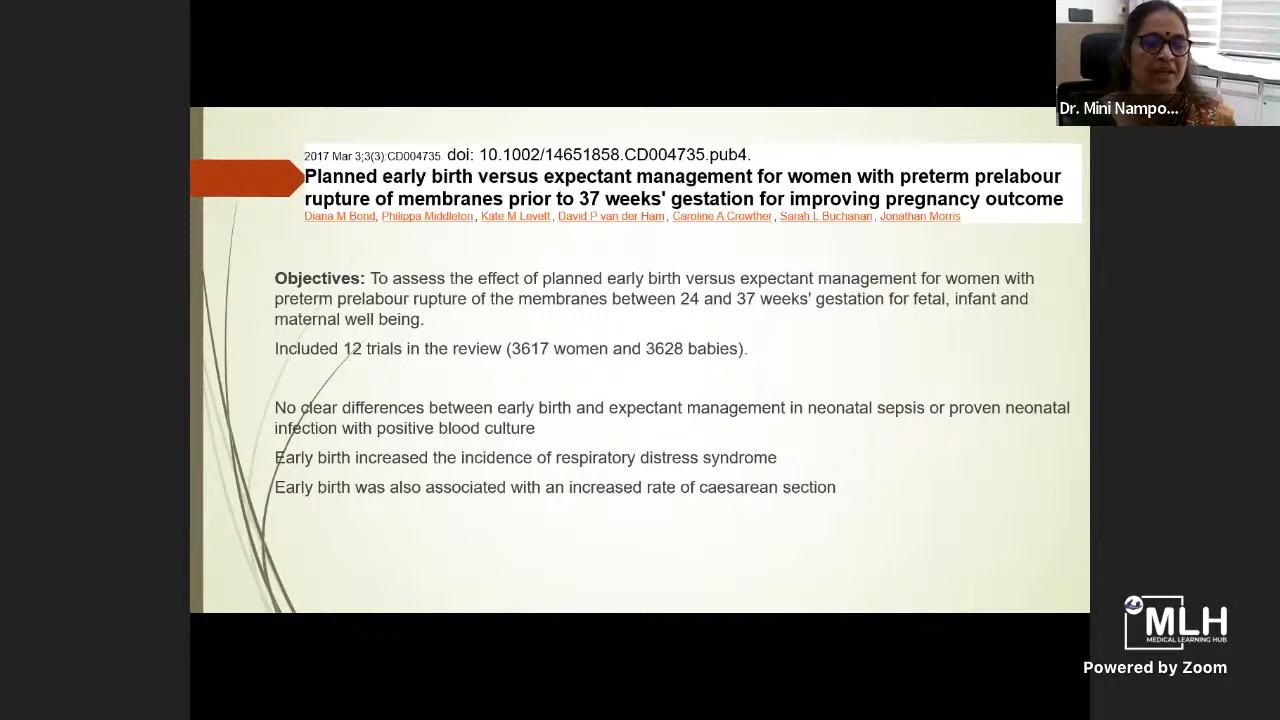 Dr. Mini Nampo...
2017 Mar 3;3(3):CD004735. doi: 10.1002/14651858.CD004735.pub4.
Planned early birth versus expectant management for women with preterm prelabour
rupture of membranes prior to 37 weeks' gestation for improving pregnancy outcome
Diana M Bond, Philippa Middleton, Kate M Levett, David P van der Ham, Caroline A Crowther, Sarah L Buchanan, Jonathan Morris
Objectives: To assess the effect of planned early birth versus expectant management for women with
preterm prelabour rupture of the membranes between 24 and 37 weeks' gestation for fetal, infant and
maternal well being.
Included 12 trials in the review (3617 women and 3628 babies).
No clear differences between early birth and expectant management in neonatal sepsis or proven neonatal
infection with positive blood culture
Early birth increased the incidence of respiratory distress syndrome
Early birth was also associated with an increased rate of caesarean section
MLH
MEDICAL LEARNING HUB
Powered by Zoom